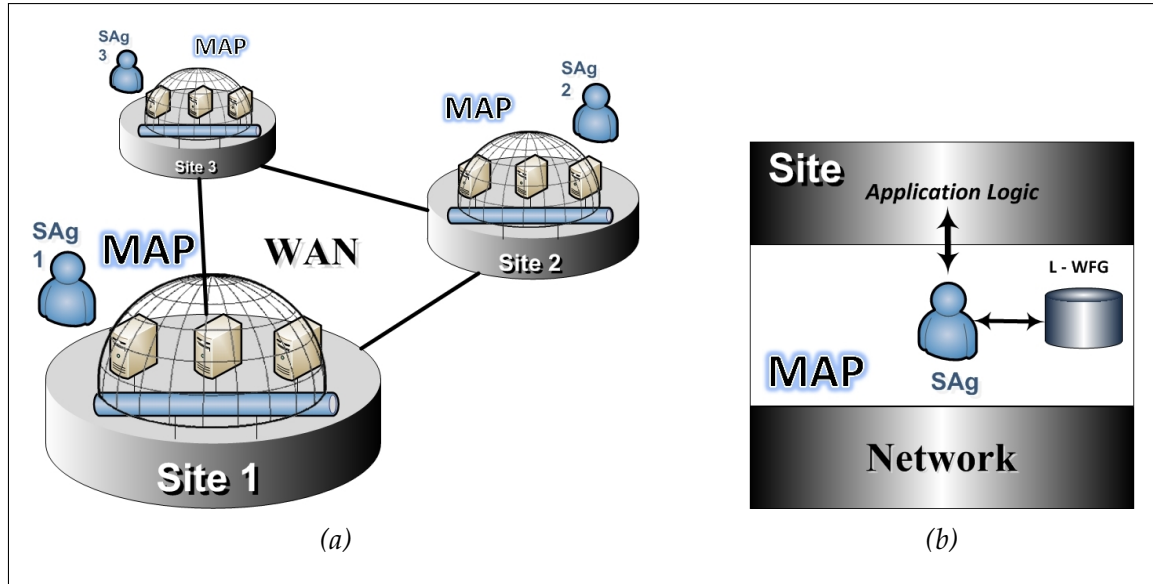 SAg
3
MAP
Site 3
SAg
2
MAP
Site 2
WAN
SAg
1
MAP
Site 1
(a)
Site
Application Logic
L - WFG
SAg
MAP
Network
(b)